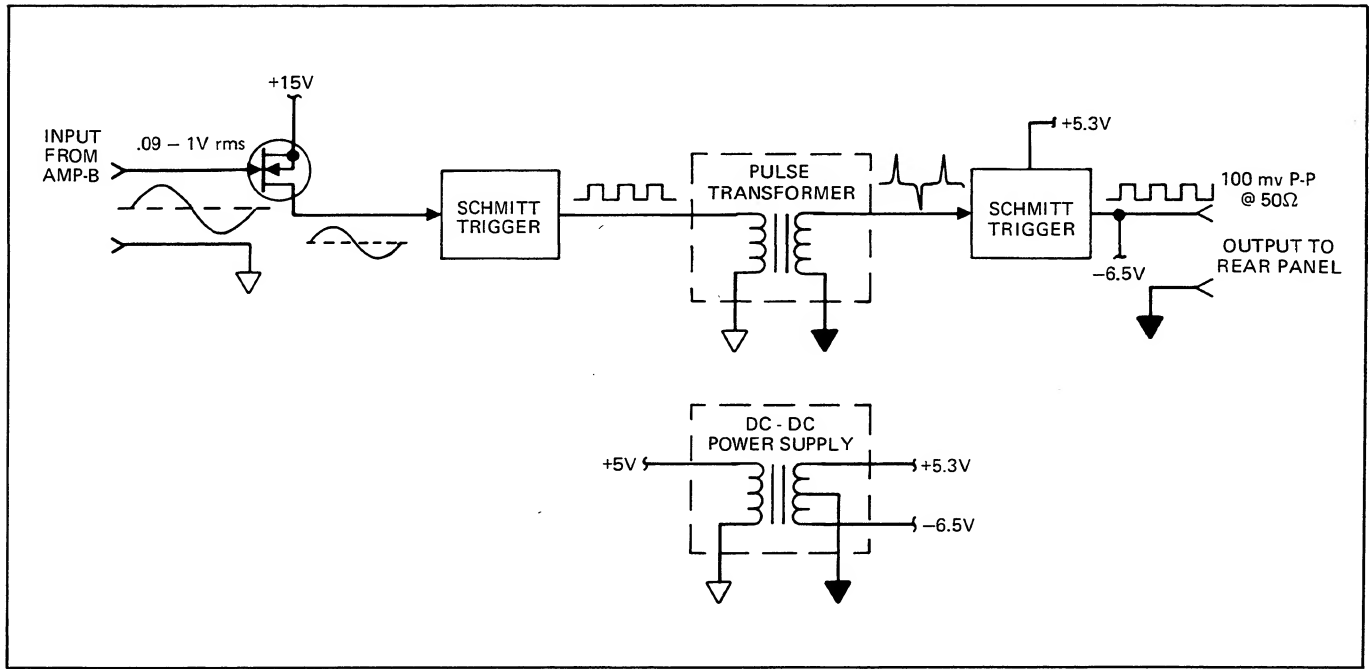 +15V
INPUT
FROM
AMP-B
.09 – 1V rms
SCHMITT
TRIGGER
PULSE
TRANSFORMER
+5.3V
SCHMITT
TRIGGER
100 mv P-P
@ 50Ω
–6.5V
OUTPUT TO
REAR PANEL
DC - DC
POWER SUPPLY
+5V
+5.3V
–6.5V